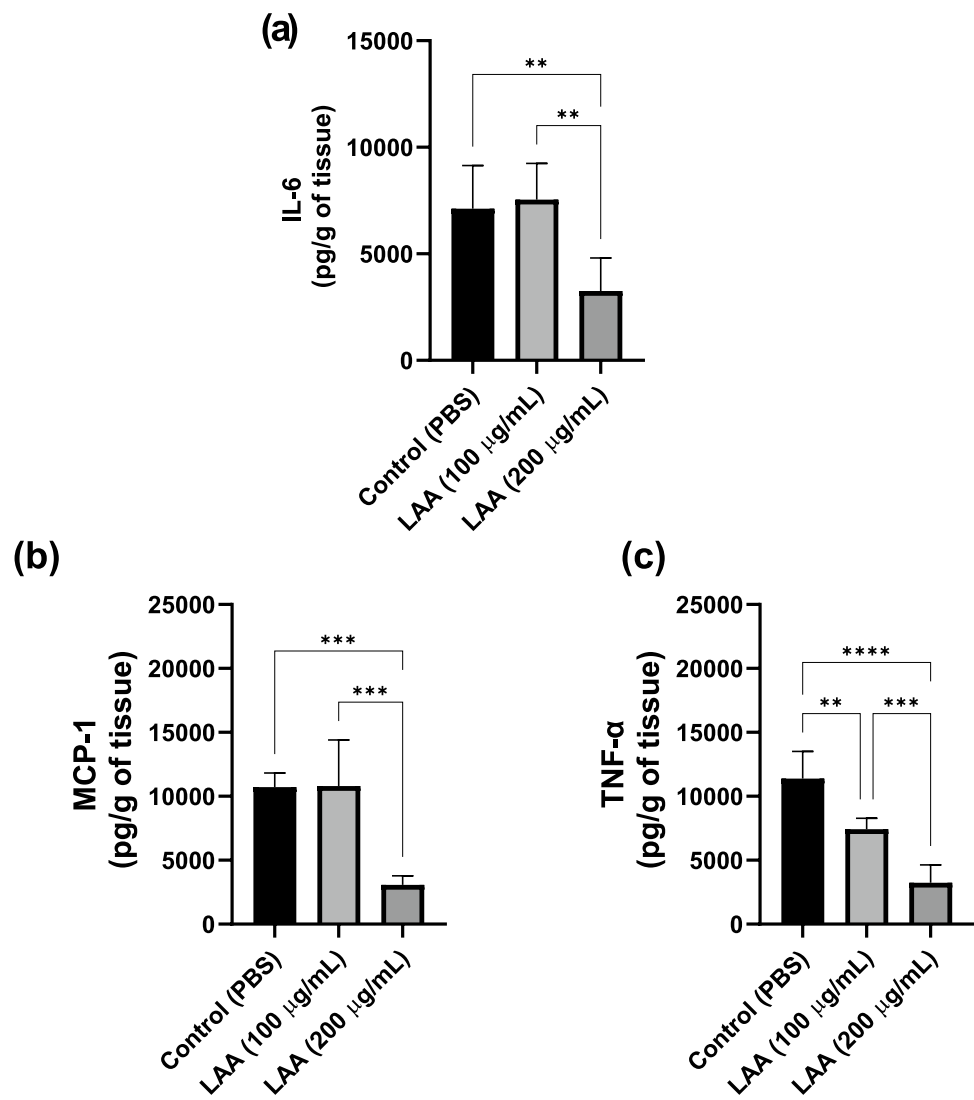 (a)
IL-6
(pg/g of tissue)
15000
10000
5000
0
**
**
Control (PBS)
LAA (100 μg/mL)
LAA (200 μg/mL)
(b)
MCP-1
(pg/g of tissue)
25000
20000
15000
10000
5000
0
***
***
Control (PBS)
LAA (100 μg/mL)
LAA (200 μg/mL)
(c)
TNF-α
(pg/g of tissue)
25000
20000
15000
10000
5000
0
****
**
***
Control (PBS)
LAA (100 μg/mL)
LAA (200 μg/mL)